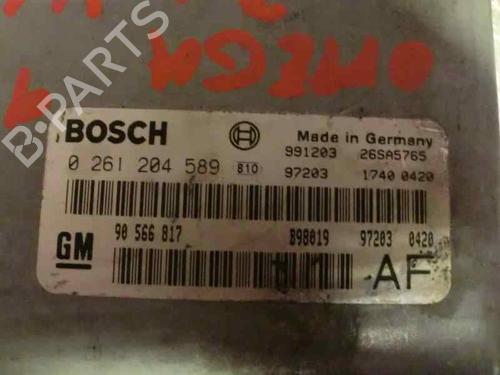 OMEGA
B-PARTS
BOSCH
Made in Germany
0 261 204 589 B10
991203 26SA5765
97203 1740 0420
GM 90 566 817
B98019 97203 0420
AF